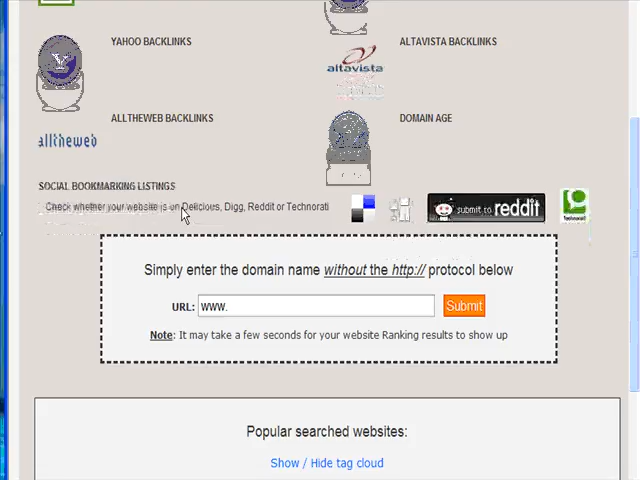 YAHOO BACKLINKS
ALTAVISTA BACKLINKS
altavista
ALLTHEWEB BACKLINKS
DOMAIN AGE
alltheweb
SOCIAL BOOKMARKING LISTINGS
Check whether your website is on Delicious, Digg, Reddit or Technorati
submit to reddit
Technorati
Simply enter the domain name without the http:// protocol below
URL: www. Submit
Note: It may take a few seconds for your website Ranking results to show up
Popular searched websites:
Show / Hide tag cloud